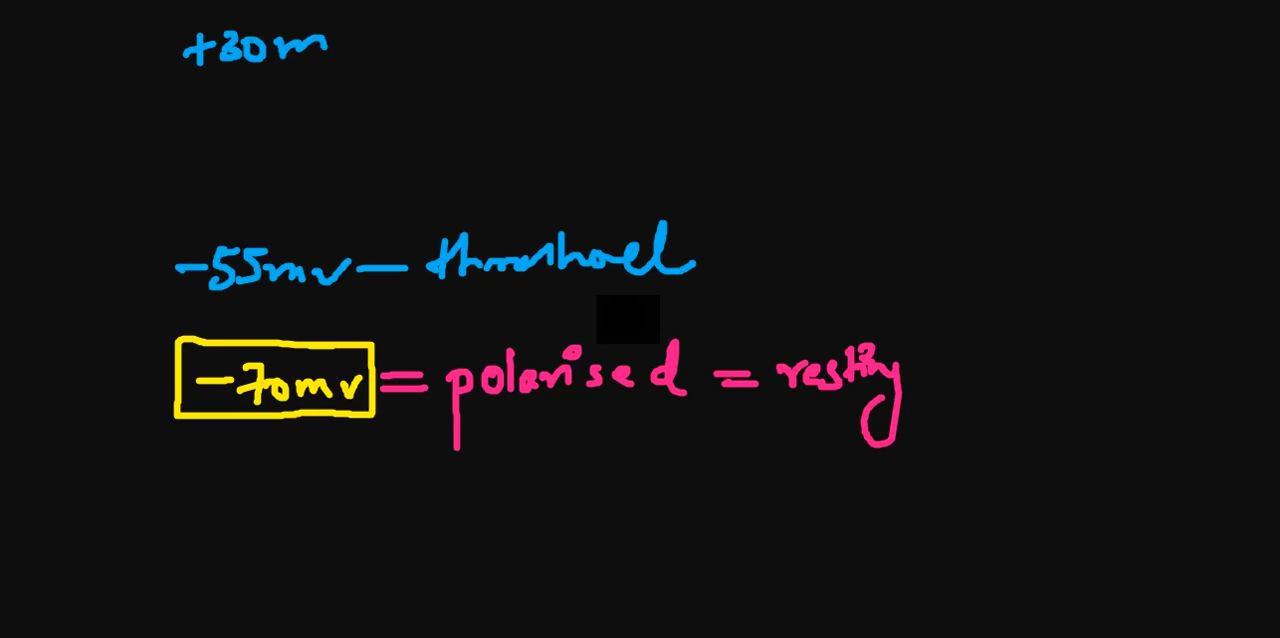 +30m
-55mv — threshold
-70mv = polarised = resting